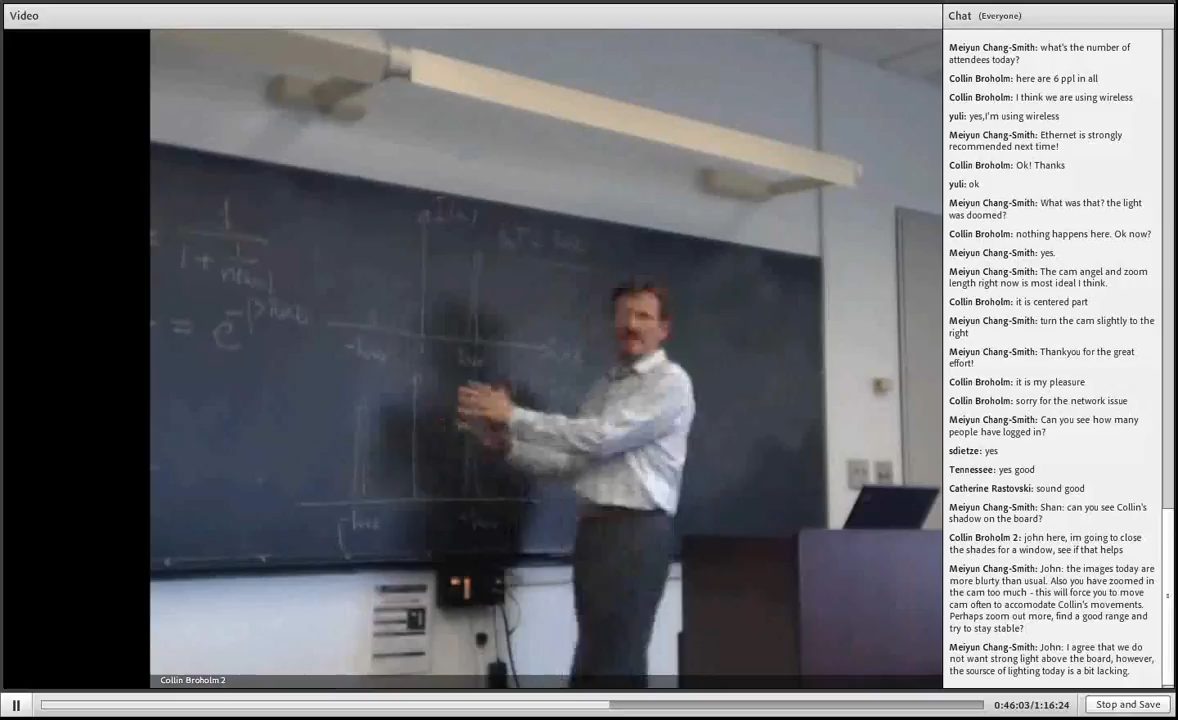 Video
Chat (Everyone)
Meiyun Chang-Smith: what's the number of
attendees today?
Collin Broholm: here are 6 ppl in all
Collin Broholm: I think we are using wireless
yuli: yes,I'm using wireless
Meiyun Chang-Smith: Ethernet is strongly
recommended next time!
Collin Broholm: Ok! Thanks
yuli: ok
Meiyun Chang-Smith: What was that? the light
was doomed?
Collin Broholm: nothing happens here. Ok now?
Meiyun Chang-Smith: yes.
Meiyun Chang-Smith: The cam angel and zoom
length right now is most ideal I think.
Collin Broholm: it is centered part
Meiyun Chang-Smith: turn the cam slightly to the
right
Meiyun Chang-Smith: Thankyou for the great
effort!
Collin Broholm: it is my pleasure
Collin Broholm: sorry for the network issue
Meiyun Chang-Smith: Can you see how many
people have logged in?
sdietze: yes
Tennessee: yes good
Catherine Rastovski: sound good
Meiyun Chang-Smith: Shan: can you see Collin's
shadow on the board?
Collin Broholm 2: john here, im going to close
the shades for a window, see if that helps
Meiyun Chang-Smith: John: the images today are
more blurty than usual. Also you have zoomed in
the cam too much - this will force you to move
cam often to accomodate Collin's movements.
Perhaps zoom out more, find a good range and
try to stay stable?
Meiyun Chang-Smith: John: I agree that we do
not want strong light above the board, however,
the soursce of lighting today is a bit lacking.
1
1 +
= e
Collin Broholm 2
0:46:03/1:16:24
Stop and Save